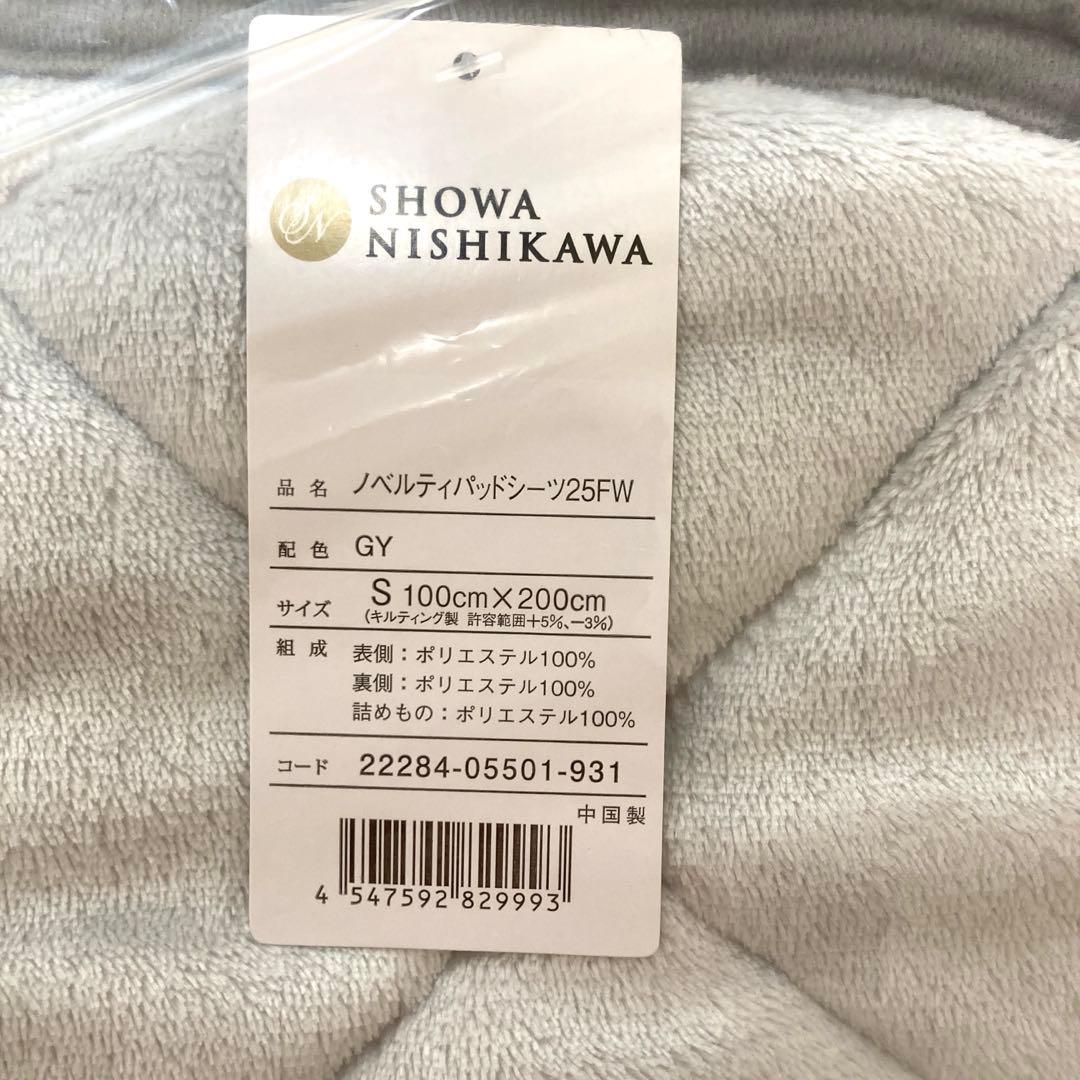 SN
SHOWA
NISHIKAWA
品名 ノベルティパッドシーツ25FW
配色 GY
サイズ S 100cm×200cm
(キルティング製 許容範囲+5%、-3%)
組成 表側：ポリエステル100%
裏側：ポリエステル100%
詰めもの：ポリエステル100%
コード 22284-05501-931
中国製
4 547592 829993